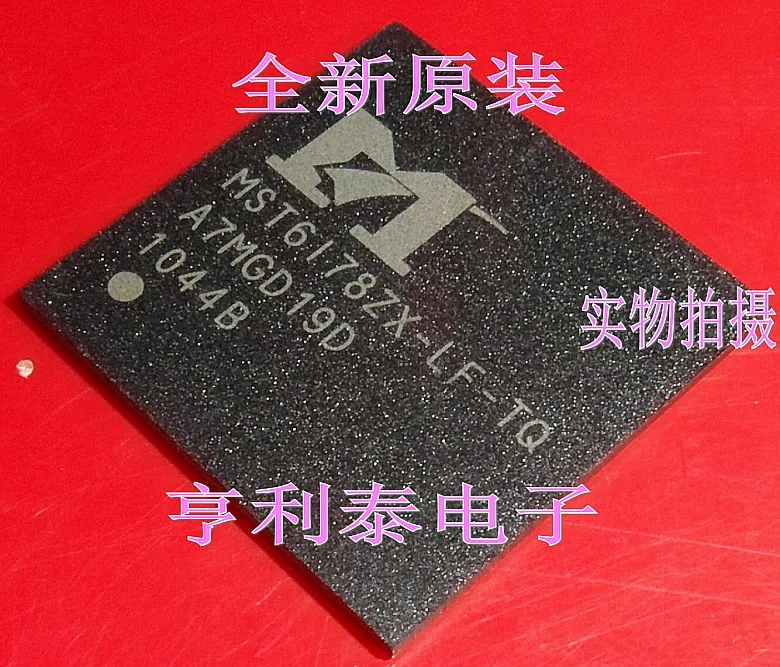 全新原装
MST6I78ZX-LF-TQ
A7MGD19D
1044B
实物拍摄
亨利泰电子